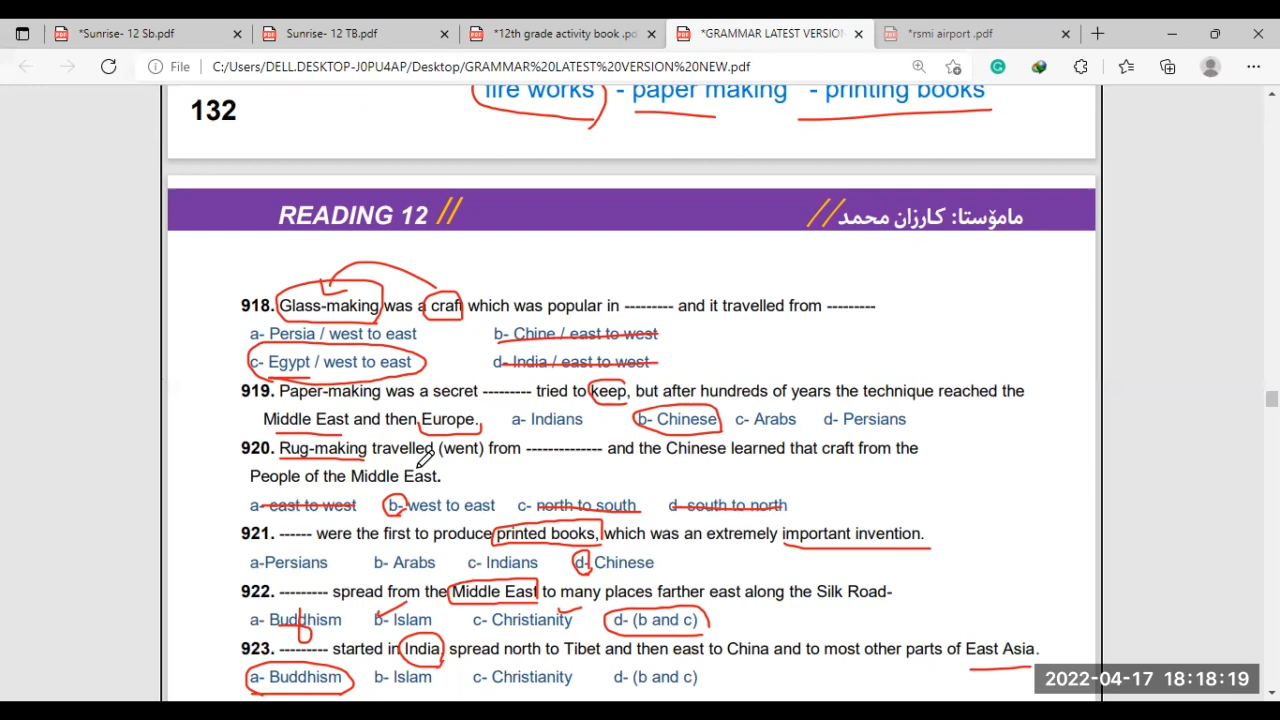 *Sunrise- 12 Sb.pdf
Sunrise- 12 TB.pdf
*12th grade activity book .pd
*GRAMMAR LATEST VERSION
*rsmi airport .pdf
File C:/Users/DELL.DESKTOP-J0PU4AP/Desktop/GRAMMAR%20LATEST%20VERSION%20NEW.pdf
132
fire works - paper making - printing books
READING 12 // // مامۆستا: کارزان محمد
918. Glass-making was a craft which was popular in --------- and it travelled from ---------
a- Persia / west to east b- Chine / east to west
c- Egypt / west to east d- India / east to west
919. Paper-making was a secret --------- tried to keep, but after hundreds of years the technique reached the
Middle East and then Europe. a- Indians b- Chinese c- Arabs d- Persians
920. Rug-making travelled (went) from -------------- and the Chinese learned that craft from the
People of the Middle East.
a- east to west b- west to east c- north to south d- south to north
921. ------ were the first to produce printed books, which was an extremely important invention.
a-Persians b- Arabs c- Indians d- Chinese
922. --------- spread from the Middle East to many places farther east along the Silk Road-
a- Buddhism b- Islam c- Christianity d- (b and c)
923. --------- started in India, spread north to Tibet and then east to China and to most other parts of East Asia.
a- Buddhism b- Islam c- Christianity d- (b and c)
2022-04-17 18:18:19